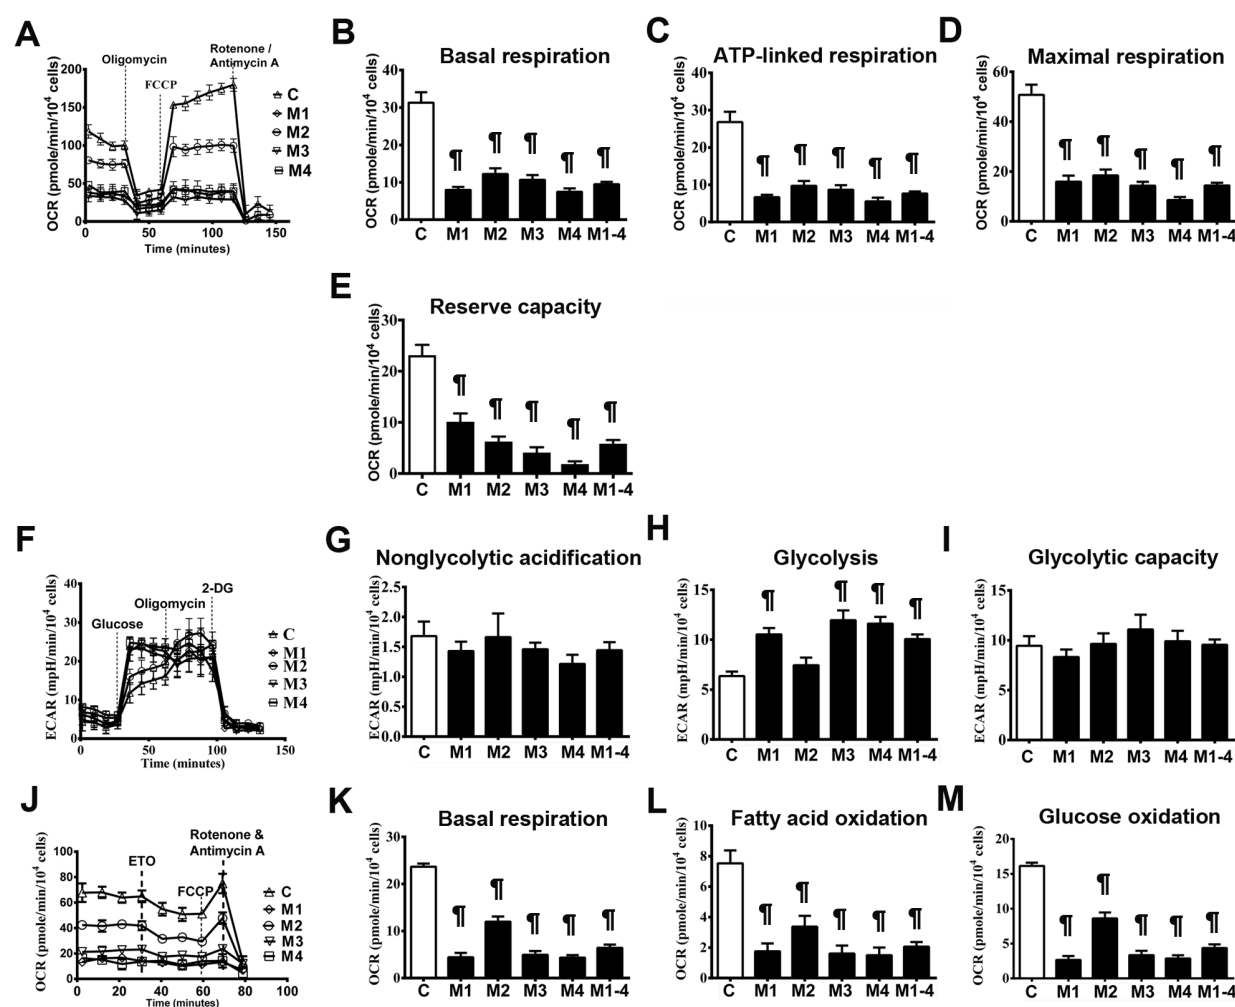 A
Oligomycin
Rotenone /
Antimycin A
FCCP
OCR (pmole/min/10⁴ cells)
200
150
100
50
0
0 50 100 150
Time (minutes)
C
M1
M2
M3
M4
B
Basal respiration
OCR (pmole/min/10⁴ cells)
40
30
20
10
0
¶ ¶ ¶ ¶ ¶
C M1 M2 M3 M4 M1-4
C
ATP-linked respiration
OCR (pmole/min/10⁴ cells)
40
30
20
10
0
¶ ¶ ¶ ¶ ¶
C M1 M2 M3 M4 M1-4
D
Maximal respiration
OCR (pmole/min/10⁴ cells)
60
40
20
0
¶ ¶ ¶ ¶ ¶
C M1 M2 M3 M4 M1-4
E
Reserve capacity
OCR (pmole/min/10⁴ cells)
30
20
10
0
¶ ¶ ¶ ¶ ¶
C M1 M2 M3 M4 M1-4
F
Glucose
Oligomycin
2-DG
ECAR (mpH/min/10⁴ cells)
40
30
20
10
0
0 50 100 150
Time (minutes)
C
M1
M2
M3
M4
G
Nonglycolytic acidification
ECAR (mpH/min/10⁴ cells)
2.5
2.0
1.5
1.0
0.5
0.0
C M1 M2 M3 M4 M1-4
H
Glycolysis
ECAR (mpH/min/10⁴ cells)
15
10
5
0
¶ ¶ ¶ ¶
C M1 M2 M3 M4 M1-4
I
Glycolytic capacity
ECAR (mpH/min/10⁴ cells)
15
10
5
0
C M1 M2 M3 M4 M1-4
J
ETO
FCCP
Rotenone &
Antimycin A
OCR (pmole/min/10⁴ cells)
100
80
60
40
20
0
0 20 40 60 80 100
Time (minutes)
C
M1
M2
M3
M4
K
Basal respiration
OCR (pmole/min/10⁴ cells)
30
20
10
0
¶ ¶ ¶ ¶ ¶
C M1 M2 M3 M4 M1-4
L
Fatty acid oxidation
OCR (pmole/min/10⁴ cells)
8
6
4
2
0
¶ ¶ ¶ ¶ ¶
C M1 M2 M3 M4 M1-4
M
Glucose oxidation
OCR (pmole/min/10⁴ cells)
20
15
10
5
0
¶ ¶ ¶ ¶ ¶
C M1 M2 M3 M4 M1-4